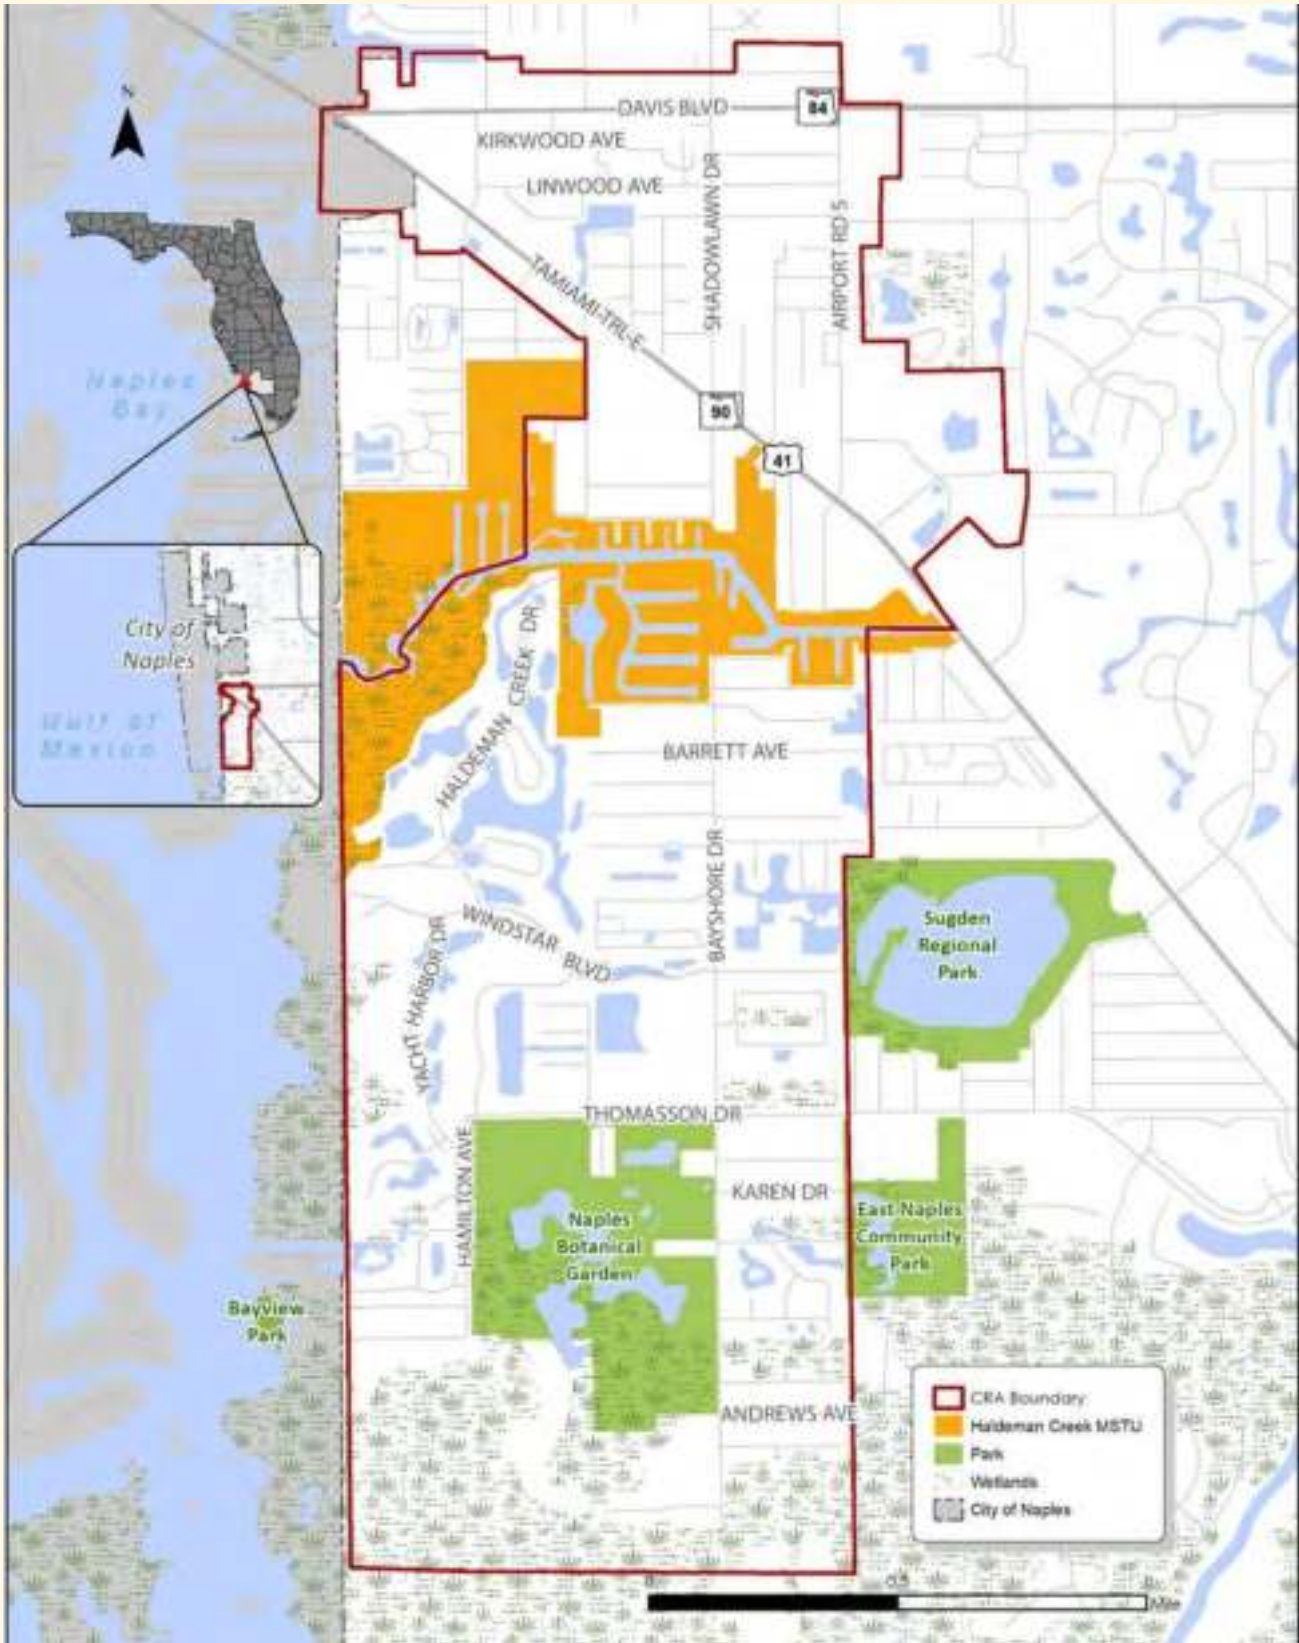 N
DAVIS BLVD
84
KIRKWOOD AVE
LINWOOD AVE
SHADOWLAWN DR
AIRPORT RD S
TAMIAMI-TRL-E
Naples
Bay
90
41
City of
Naples
Gulf of
Mexico
HALDEMAN CREEK DR
BARRETT AVE
BAYSHORE DR
WINDSTAR BLVD
YACHT HARBOR DR
Sugden
Regional
Park
THOMASSON DR
HAMILTON AVE
KAREN DR
Naples
Botanical
Garden
East Naples
Community
Park
Bayview
Park
ANDREWS AVE
CRA Boundary
Haldeman Creek MSTU
Park
Wetlands
City of Naples
0.5
Mile